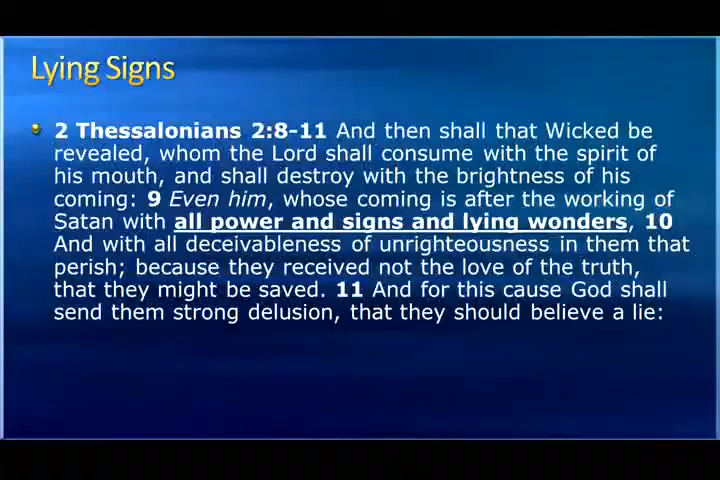 Lying Signs
2 Thessalonians 2:8-11 And then shall that Wicked be
revealed, whom the Lord shall consume with the spirit of
his mouth, and shall destroy with the brightness of his
coming: 9 Even him, whose coming is after the working of
Satan with all power and signs and lying wonders, 10
And with all deceivableness of unrighteousness in them that
perish; because they received not the love of the truth,
that they might be saved. 11 And for this cause God shall
send them strong delusion, that they should believe a lie: